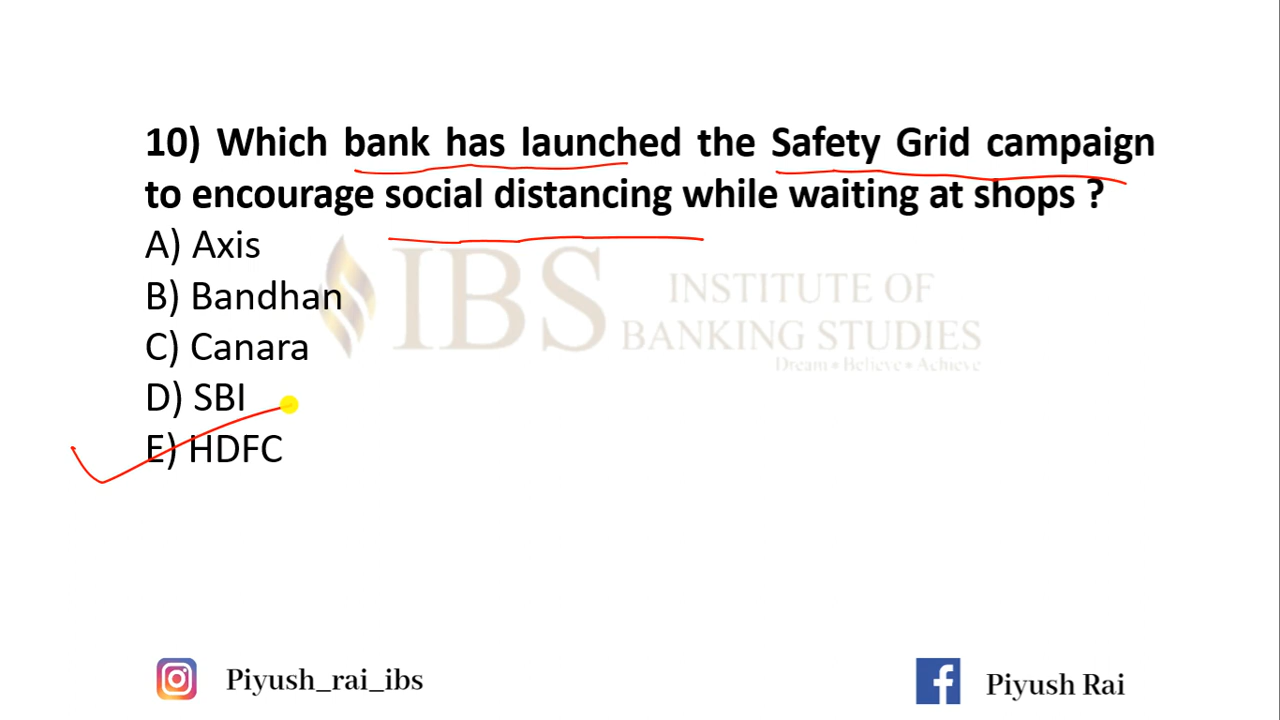 10) Which bank has launched the Safety Grid campaign
to encourage social distancing while waiting at shops ?
A) Axis
B) Bandhan
C) Canara
D) SBI
E) HDFC
IBS INSTITUTE OF
BANKING STUDIES
Dream • Believe • Achieve
Piyush_rai_ibs
Piyush Rai